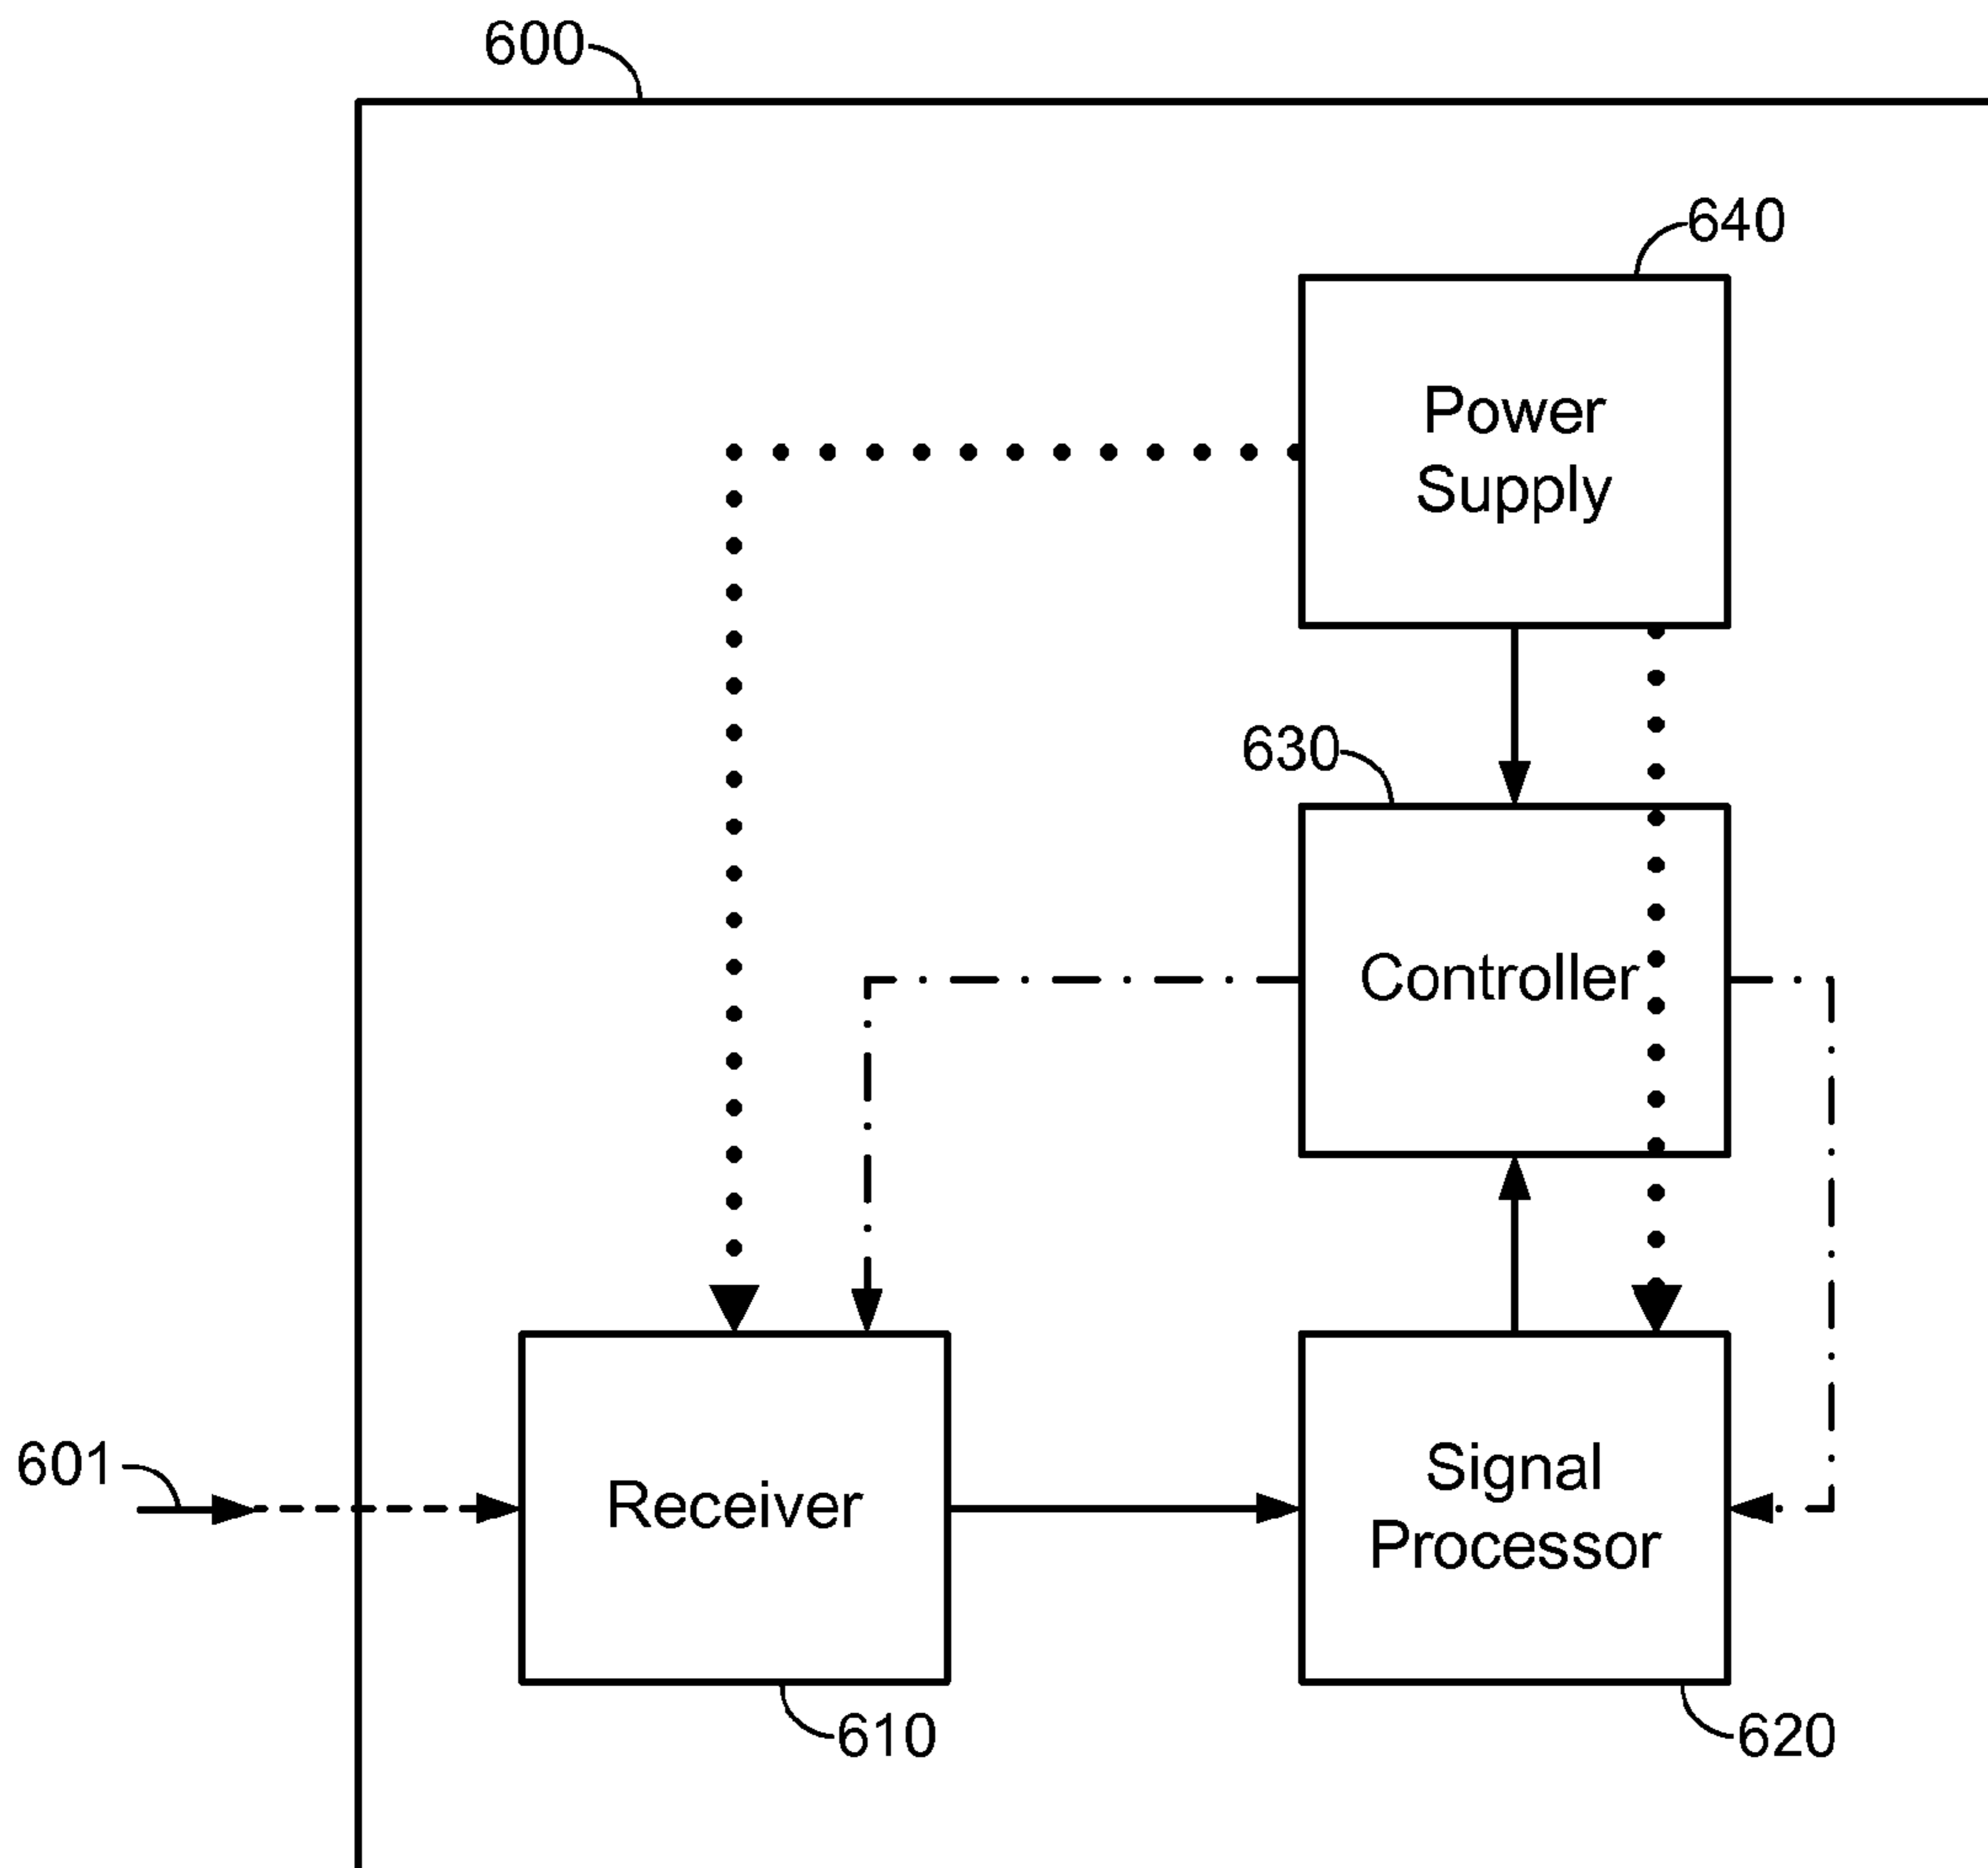 600
640
Power
Supply
630
Controller
601
Receiver
Signal
Processor
610
620